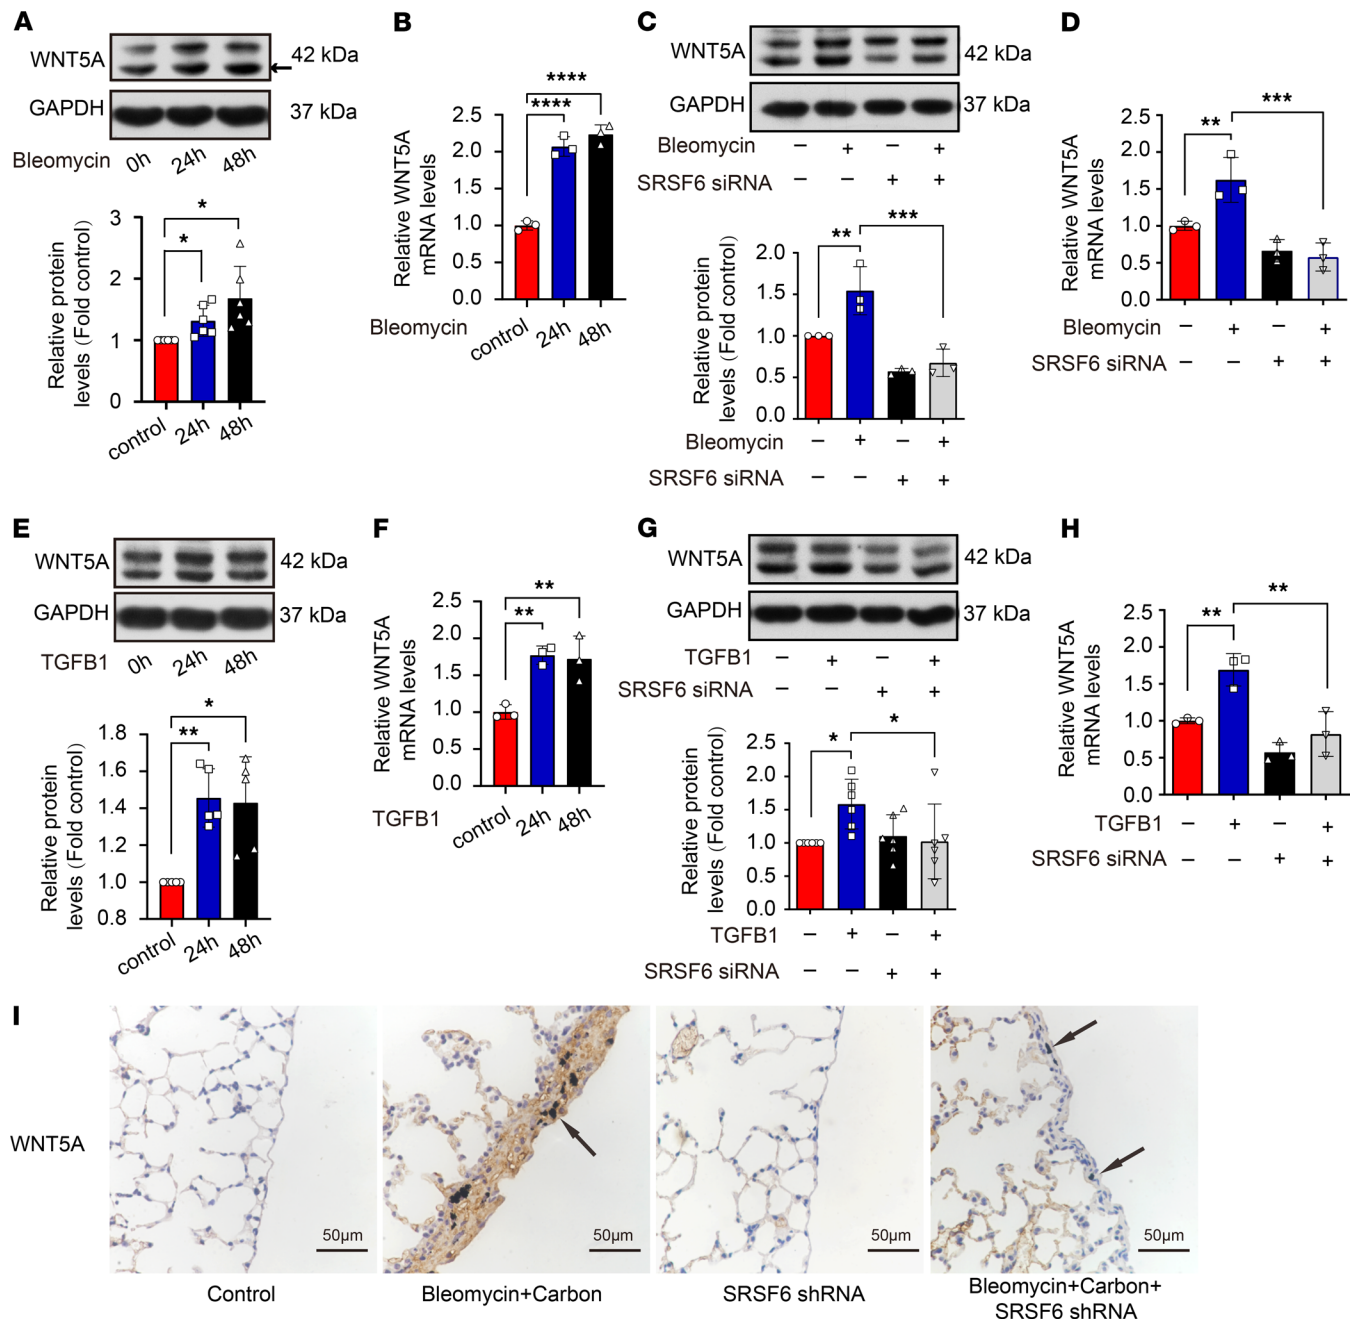 A
WNT5A
42 kDa
GAPDH
37 kDa
Bleomycin 0h 24h 48h
Relative protein
levels (Fold control)
3
2
1
0
*
*
control 24h 48h
B
Relative WNT5A
mRNA levels
2.5
2.0
1.5
1.0
0.5
0.0
****
****
Bleomycin control 24h 48h
C
WNT5A
42 kDa
GAPDH
37 kDa
Bleomycin − + − +
SRSF6 siRNA − − + +
Relative protein
levels (Fold control)
2.0
1.5
1.0
0.5
0.0
**
***
Bleomycin − + − +
SRSF6 siRNA − − + +
D
Relative WNT5A
mRNA levels
2.5
2.0
1.5
1.0
0.5
0.0
**
***
Bleomycin − + − +
SRSF6 siRNA − − + +
E
WNT5A
42 kDa
GAPDH
37 kDa
TGFB1 0h 24h 48h
Relative protein
levels (Fold control)
1.8
1.6
1.4
1.2
1.0
0.8
**
*
control 24h 48h
F
Relative WNT5A
mRNA levels
2.5
2.0
1.5
1.0
0.5
0.0
**
**
TGFB1 control 24h 48h
G
WNT5A
42 kDa
GAPDH
37 kDa
TGFB1 − + − +
SRSF6 siRNA − − + +
Relative protein
levels (Fold control)
2.5
2.0
1.5
1.0
0.5
0.0
*
*
TGFB1 − + − +
SRSF6 siRNA − − + +
H
Relative WNT5A
mRNA levels
2.5
2.0
1.5
1.0
0.5
0.0
**
**
TGFB1 − + − +
SRSF6 siRNA − − + +
I
WNT5A
50μm
50μm
50μm
50μm
Control
Bleomycin+Carbon
SRSF6 shRNA
Bleomycin+Carbon+
SRSF6 shRNA